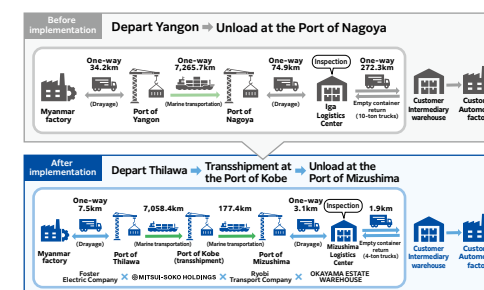 Before
implementation
Depart Yangon
Unload at the Port of Nagoya
One-way
34.2km
One-way
7,265.7km
One-way
74.9km
Inspection
One-way
272.3km
(Drayage)
(Marine transportation)
(Drayage)
Empty container
return
(10-ton trucks)
Myanmar
factory
Port of
Yangon
Port of
Nagoya
Iga
Logistics
Center
Customer
Intermediary
warehouse
Customer
After
implementation
Depart Thilawa
Transshipment at
the Port of Kobe
Unload at the
Port of Mizushima
One-way
7.5km
7,058.4km
177.4km
One-way
3.1km
Inspection
1.9km
(Drayage)
(Marine transportation)
(Marine transportation)
(Drayage)
Empty container
return
(4-ton trucks)
Myanmar
factory
Port of
Thilawa
Port of Kobe
(transshipment)
Port of
Mizushima
Mizushima
Logistics
Center
Customer
Intermediary
warehouse
Customer
Foster
Electric Company
×
MITSUI-SOKO HOLDINGS
×
Ryobi
Transport Company
×
OKAYAMA ESTATE
WAREHOUSE